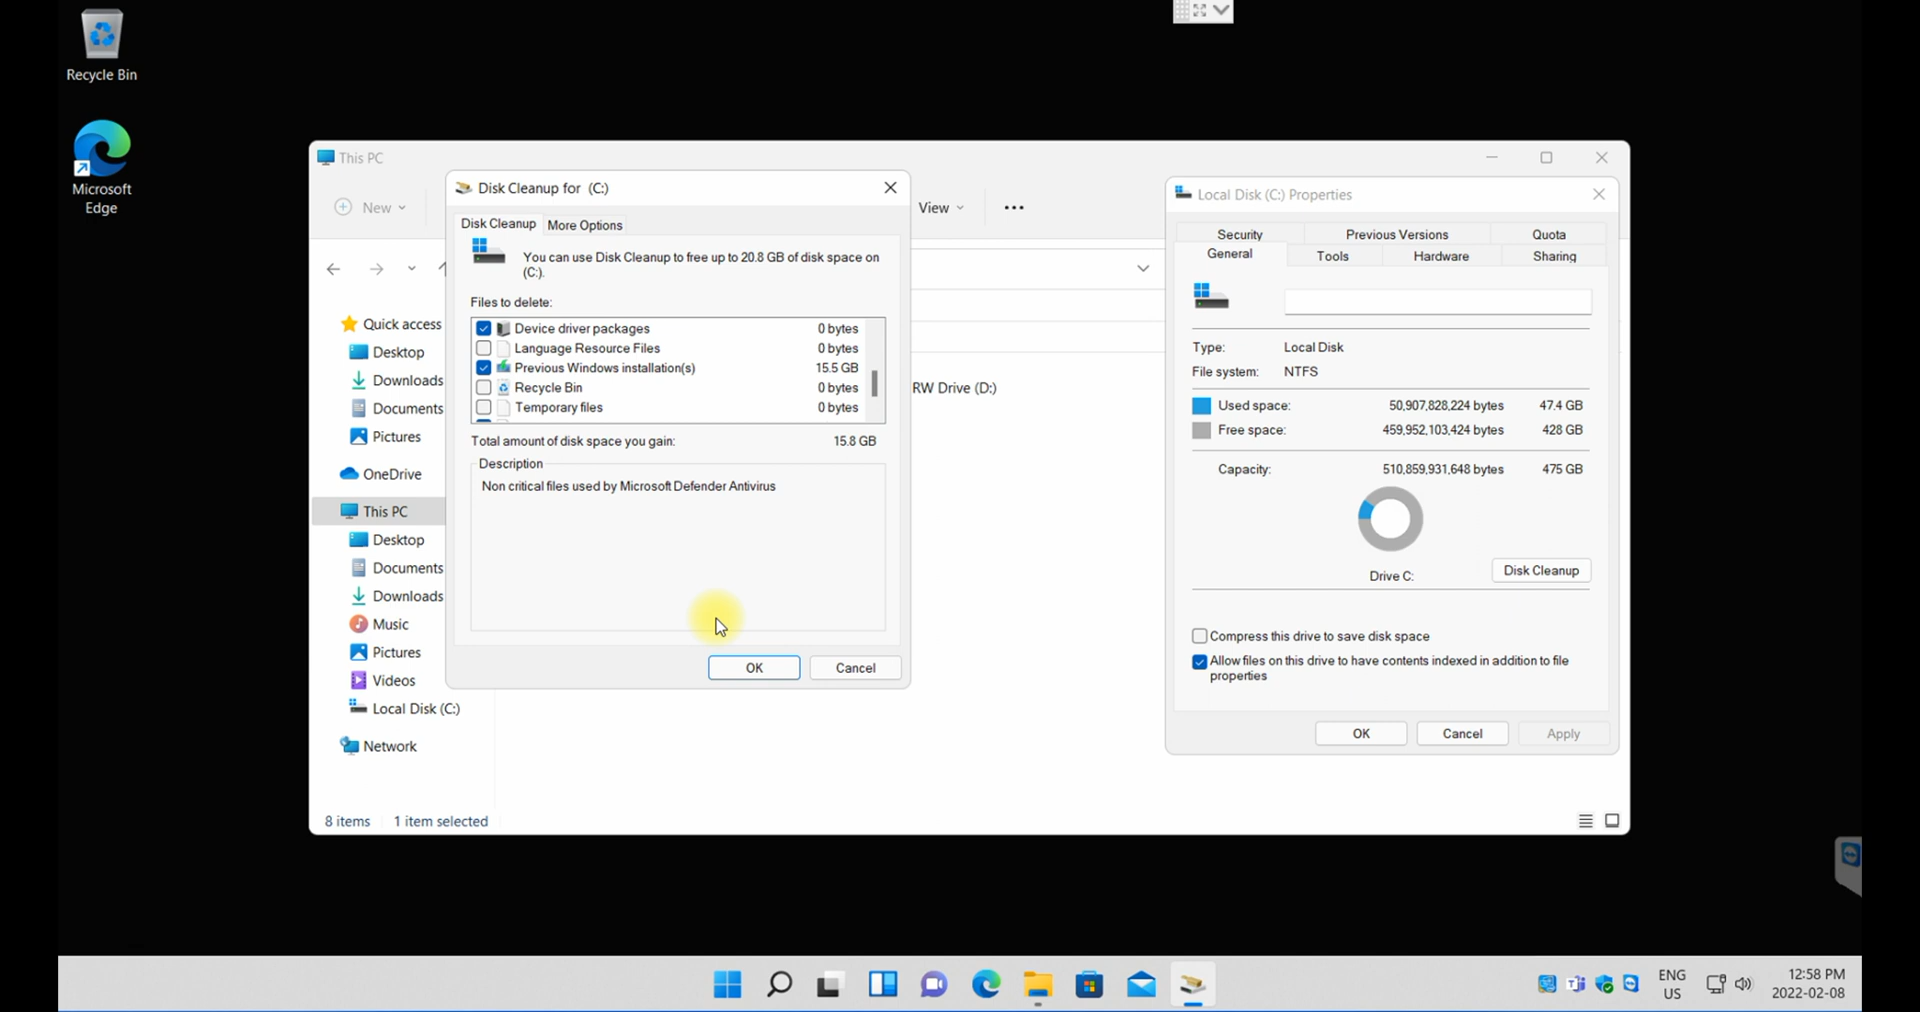 Recycle Bin
Microsoft
Edge
This PC
New
View
Quick access
Desktop
Downloads
Documents
Pictures
OneDrive
This PC
Desktop
Documents
Downloads
Music
Pictures
Videos
Local Disk (C:)
Network
8 items 1 item selected
RW Drive (D:)
Disk Cleanup for (C:)
Disk Cleanup More Options
You can use Disk Cleanup to free up to 20.8 GB of disk space on
(C:).
Files to delete:
Device driver packages 0 bytes
Language Resource Files 0 bytes
Previous Windows installation(s) 15.5 GB
Recycle Bin 0 bytes
Temporary files 0 bytes
Total amount of disk space you gain: 15.8 GB
Description
Non critical files used by Microsoft Defender Antivirus
OK Cancel
Local Disk (C:) Properties
Security Previous Versions Quota
General Tools Hardware Sharing
Type: Local Disk
File system: NTFS
Used space: 50,907,828,224 bytes 47.4 GB
Free space: 459,952,103,424 bytes 428 GB
Capacity: 510,859,931,648 bytes 475 GB
Drive C: Disk Cleanup
Compress this drive to save disk space
Allow files on this drive to have contents indexed in addition to file
properties
OK Cancel Apply
ENG
US
12:58 PM
2022-02-08